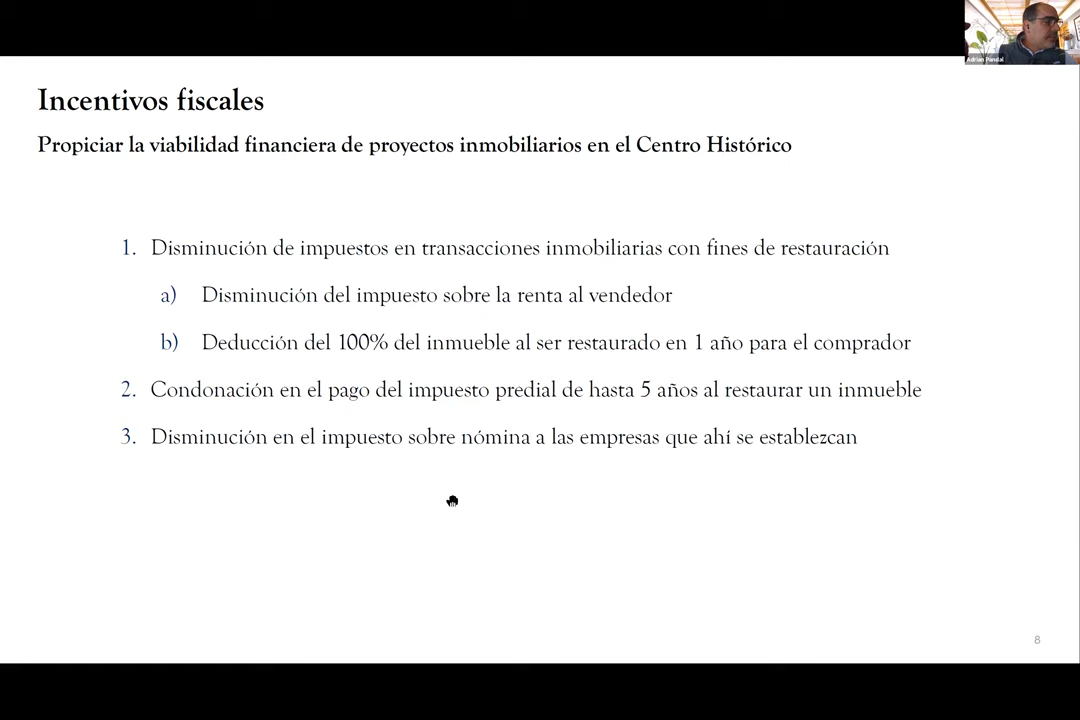 Adrian Pandal
Incentivos fiscales
Propiciar la viabilidad financiera de proyectos inmobiliarios en el Centro Histórico
1. Disminución de impuestos en transacciones inmobiliarias con fines de restauración
a) Disminución del impuesto sobre la renta al vendedor
b) Deducción del 100% del inmueble al ser restaurado en 1 año para el comprador
2. Condonación en el pago del impuesto predial de hasta 5 años al restaurar un inmueble
3. Disminución en el impuesto sobre nómina a las empresas que ahí se establezcan
8